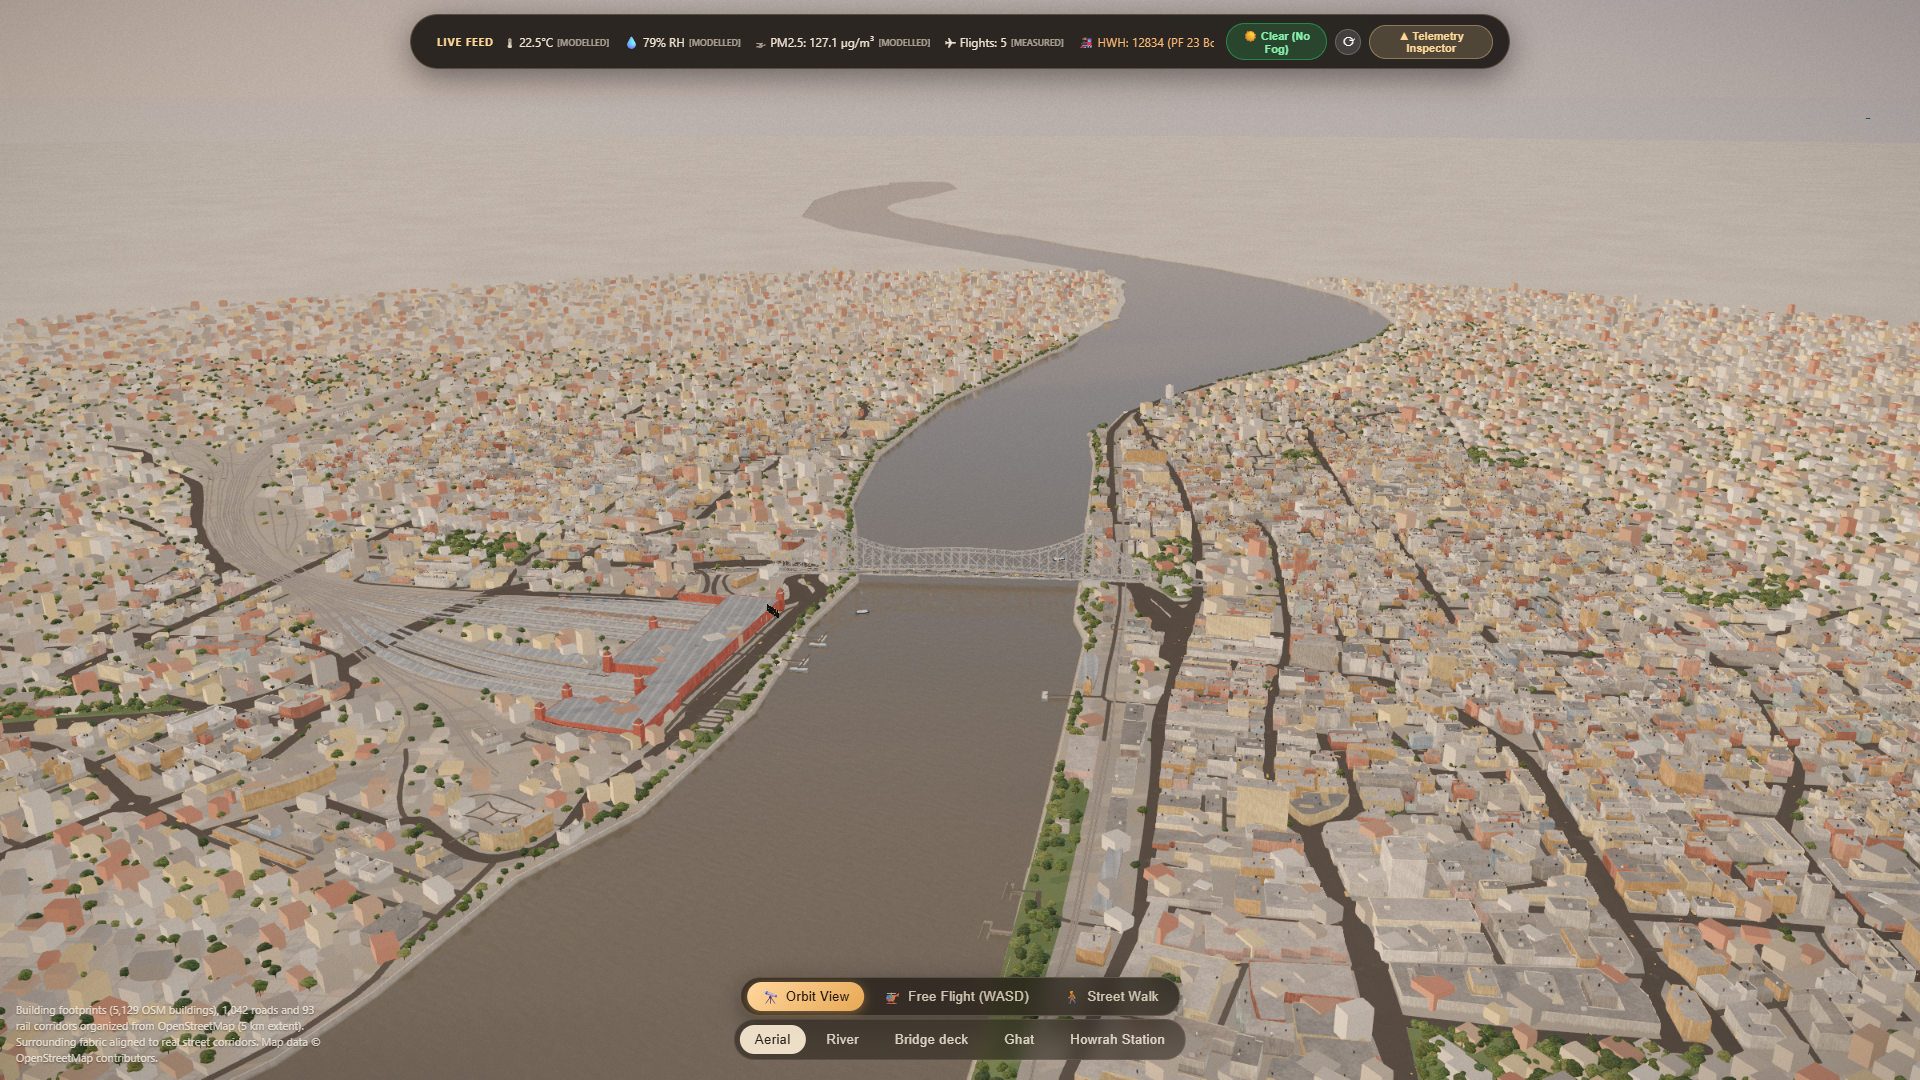 LIVE FEED 22.5°C [MODELLED] 79% RH [MODELLED] PM2.5: 127.1 µg/m³ [MODELLED] Flights: 5 [MEASURED] HWH: 12834 (PF 23 Bc
Clear (No
Fog)
▲ Telemetry
Inspector
Orbit View Free Flight (WASD) Street Walk
Aerial River Bridge deck Ghat Howrah Station
Building footprints (5,129 OSM buildings), 1,042 roads and 93
rail corridors organized from OpenStreetMap (5 km extent).
Surrounding fabric aligned to real street corridors. Map data ©
OpenStreetMap contributors.